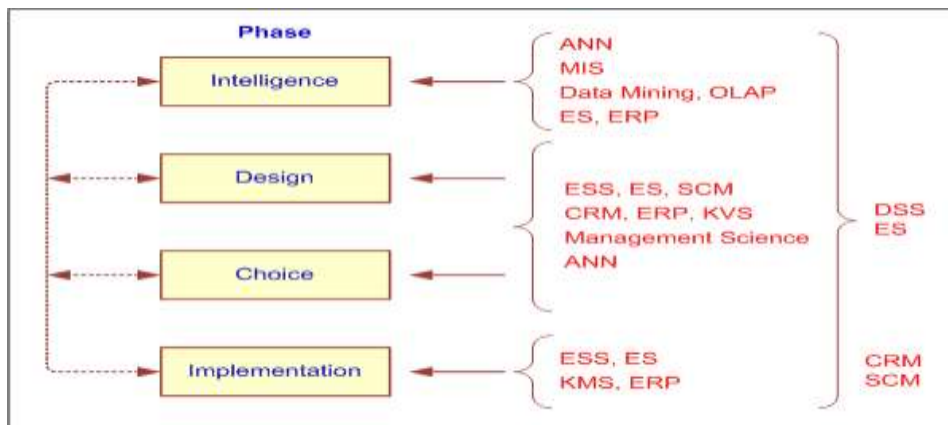 Phase
Intelligence
ANN
MIS
Data Mining, OLAP
ES, ERP
Design
Choice
ESS, ES, SCM
CRM, ERP, KVS
Management Science
ANN
Implementation
ESS, ES
KMS, ERP
DSS
ES
CRM
SCM